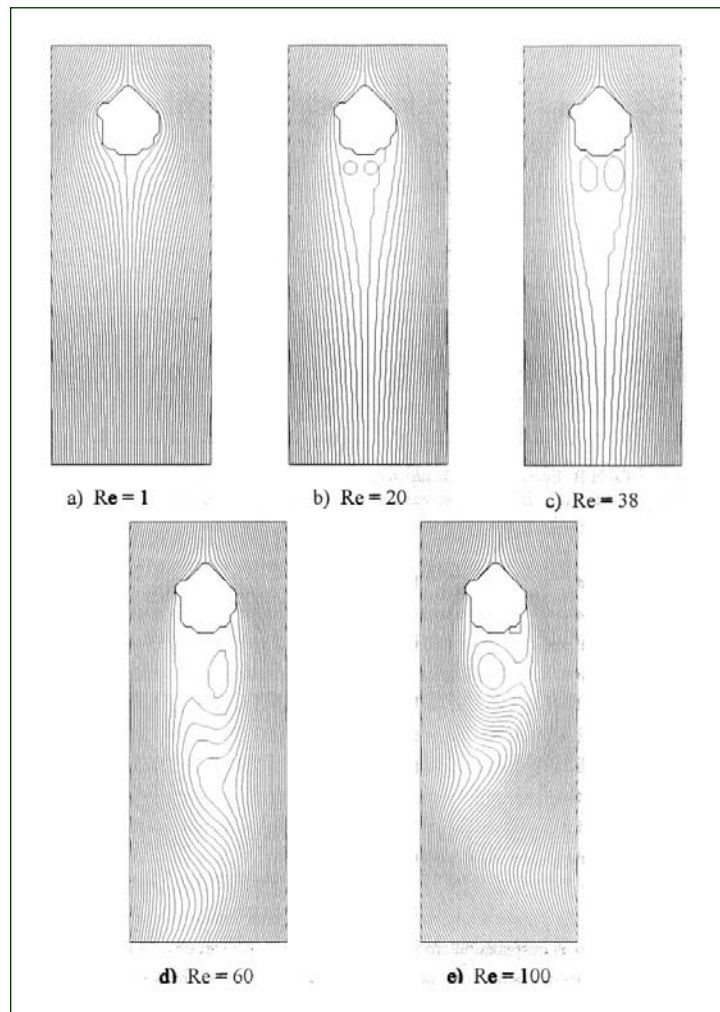 a) Re = 1
b) Re = 20
c) Re = 38
d) Re = 60
e) Re = 100